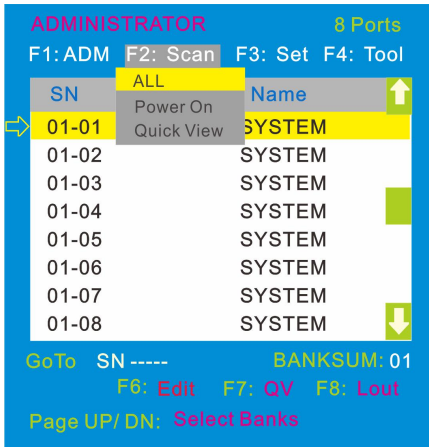 ADMINISTRATOR 8 Ports
F1: ADM F2: Scan F3: Set F4: Tool
SN Name
ALL
Power On
Quick View
01-01 SYSTEM
01-02 SYSTEM
01-03 SYSTEM
01-04 SYSTEM
01-05 SYSTEM
01-06 SYSTEM
01-07 SYSTEM
01-08 SYSTEM
GoTo SN ----- BANKSUM: 01
F6: Edit F7: QV F8: Lout
Page UP/ DN: Select Banks